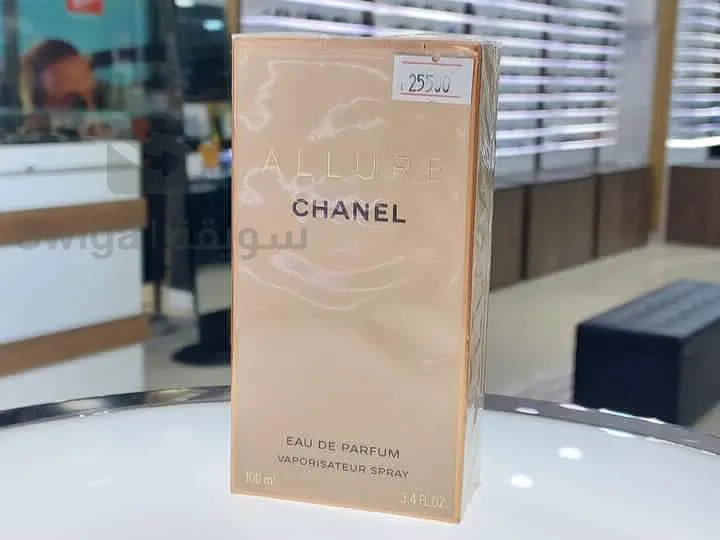 25500
ALLURE
CHANEL
Swiga سويقة
EAU DE PARFUM
VAPORISATEUR SPRAY
100 ml
3.4 FL.OZ.